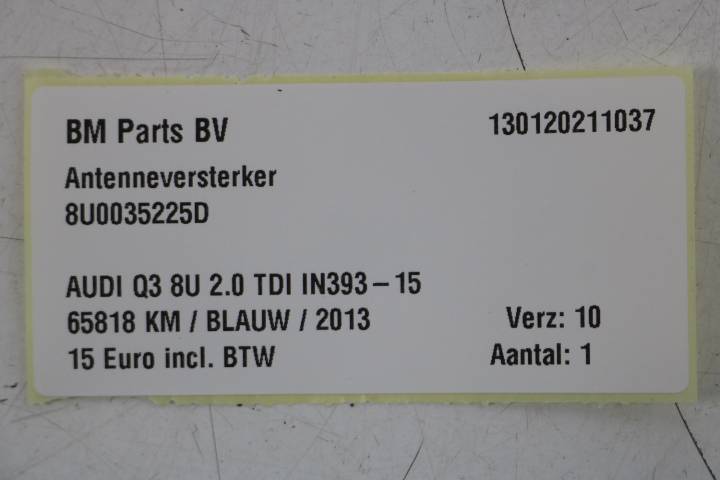 BM Parts BV 130120211037
Antenneversterker
8U0035225D
AUDI Q3 8U 2.0 TDI IN393-15
65818 KM / BLAUW / 2013 Verz: 10
15 Euro incl. BTW Aantal: 1